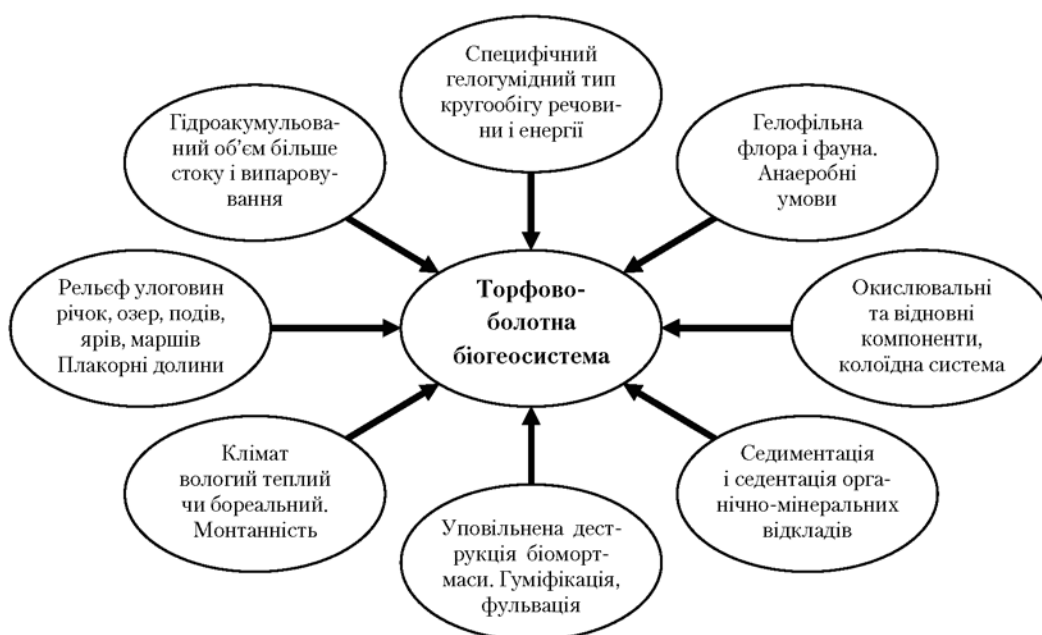 Специфічний
гелогумідний тип
кругообігу речови-
ни і енергії
Гідроакумульова-
ний об’єм більше
стоку і випарову-
вання
Гелофільна
флора і фауна.
Анаеробні
умови
Рельєф улоговин
річок, озер, подів,
ярів, маршів
Плакорні долини
Торфово-
болотна
біогеосистема
Окислювальні
та відновні
компоненти,
колоїдна система
Клімат
вологий теплий
чи бореальний.
Монтанність
Уповільнена дест-
рукція біоморт-
маси. Гуміфікація,
фульвація
Седиментація
і седентація орга-
нічно-мінеральних
відкладів